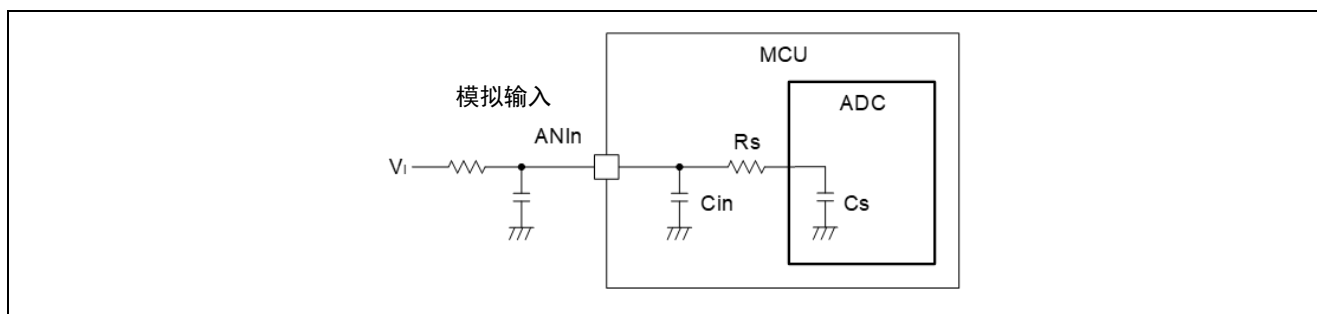 MCU
ADC
模拟输入
ANIn
Rs
VI
Cin
Cs